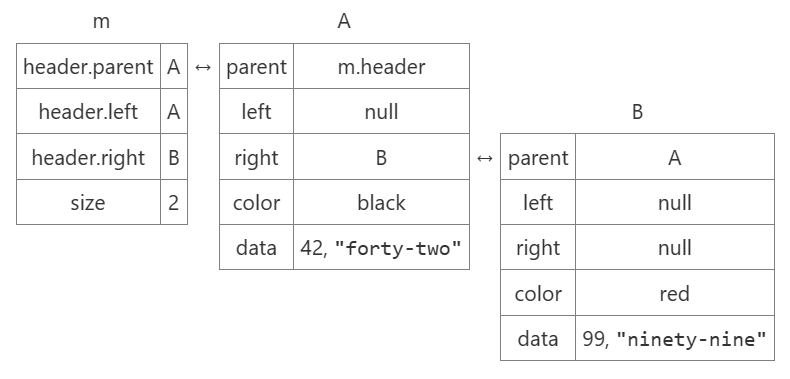 m
header.parent A
header.left A
header.right B
size 2
↔
A
parent m.header
left null
right B
color black
data 42, "forty-two"
↔
B
parent A
left null
right null
color red
data 99, "ninety-nine"